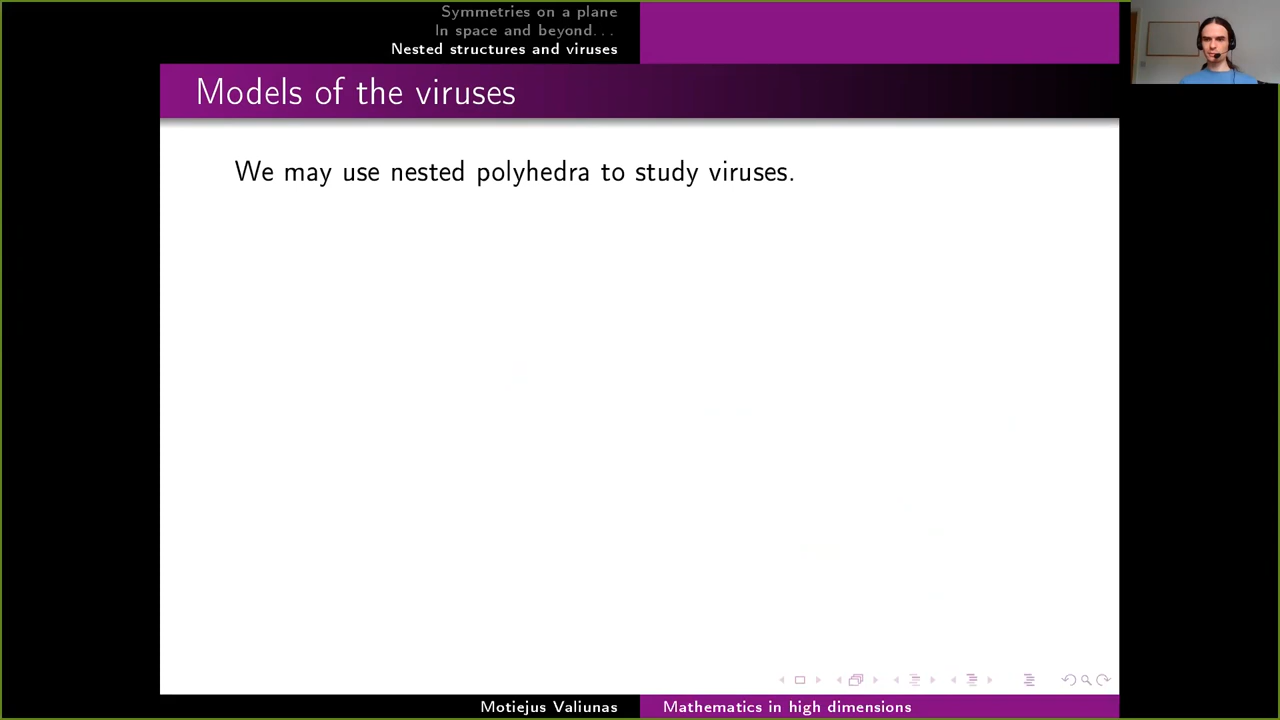 Symmetries on a plane
In space and beyond...
Nested structures and viruses
Models of the viruses
We may use nested polyhedra to study viruses.
Motiejus Valiunas
Mathematics in high dimensions